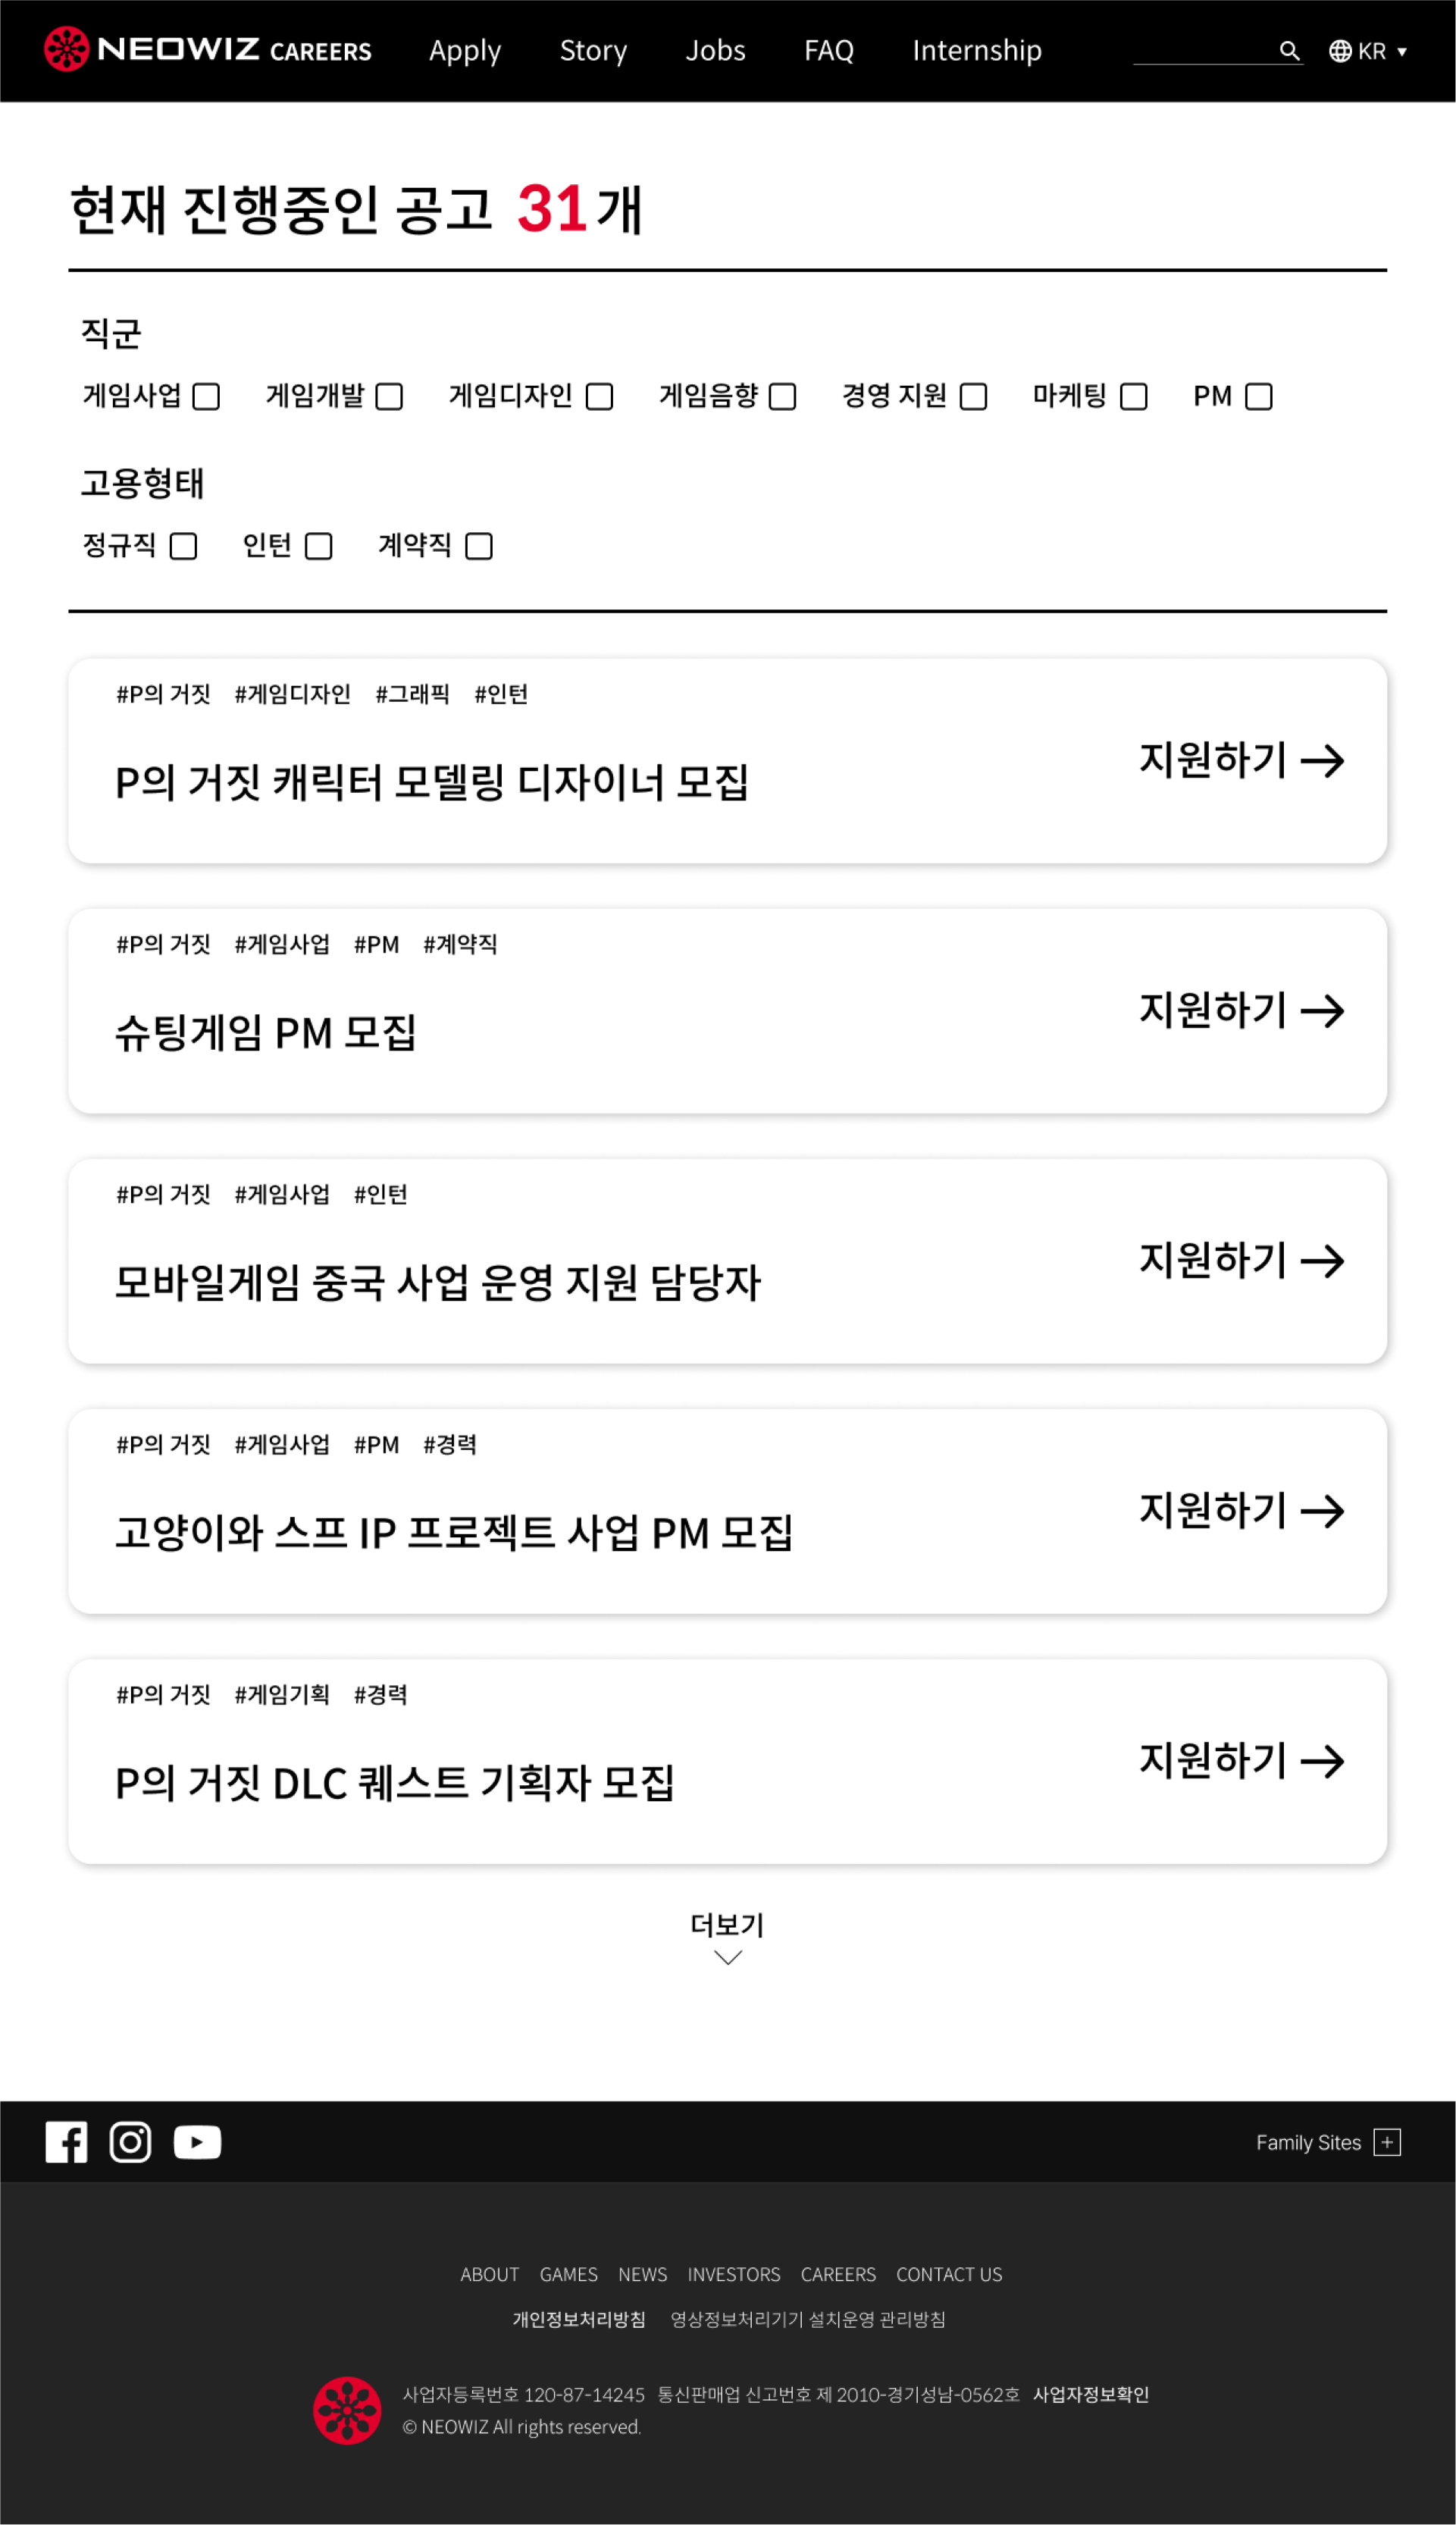 NEOWIZ CAREERS Apply Story Jobs FAQ Internship KR
현재 진행중인 공고 31개
직군
게임사업 게임개발 게임디자인 게임음향 경영 지원 마케팅 PM
고용형태
정규직 인턴 계약직
#P의 거짓 #게임디자인 #그래픽 #인턴
P의 거짓 캐릭터 모델링 디자이너 모집
지원하기
#P의 거짓 #게임사업 #PM #계약직
슈팅게임 PM 모집
지원하기
#P의 거짓 #게임사업 #인턴
모바일게임 중국 사업 운영 지원 담당자
지원하기
#P의 거짓 #게임사업 #PM #경력
고양이와 스프 IP 프로젝트 사업 PM 모집
지원하기
#P의 거짓 #게임기획 #경력
P의 거짓 DLC 퀘스트 기획자 모집
지원하기
더보기
Family Sites
ABOUT GAMES NEWS INVESTORS CAREERS CONTACT US
개인정보처리방침 영상정보처리기기 설치운영 관리방침
사업자등록번호 120-87-14245 통신판매업 신고번호 제 2010-경기성남-0562호 사업자정보확인
© NEOWIZ All rights reserved.